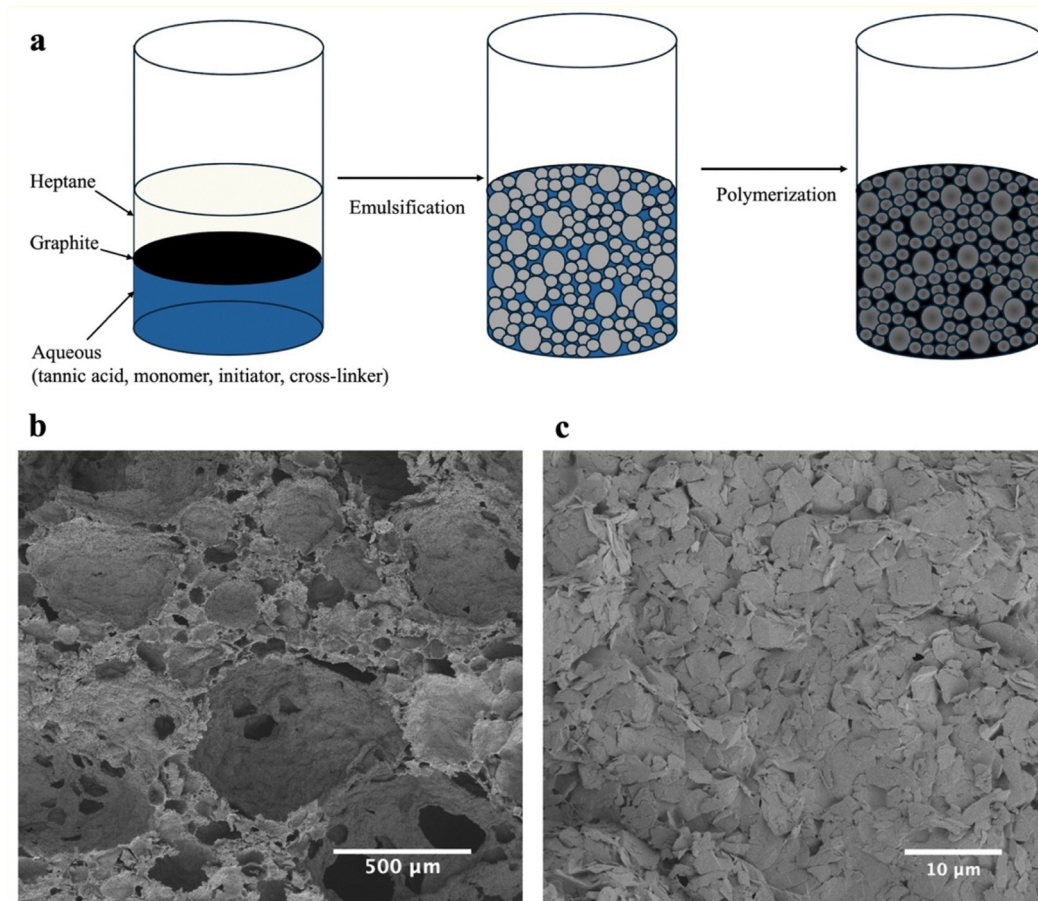 a
Heptane
Graphite
Aqueous
(tannic acid, monomer, initiator, cross-linker)
Emulsification
Polymerization
b
500 μm
c
10 μm